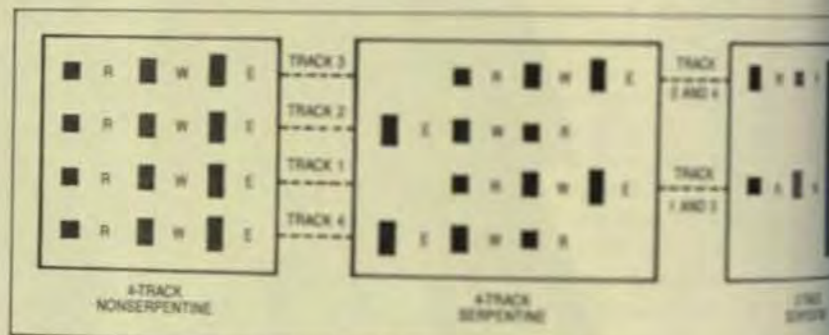 R W E
TRACK 3
R W E
TRACK
2 AND 4
R W E
TRACK 2
E W R
R W E
TRACK 1
R W E
TRACK
1 AND 3
R W E
TRACK 4
E W R
4-TRACK
NONSERPENTINE
4-TRACK
SERPENTINE